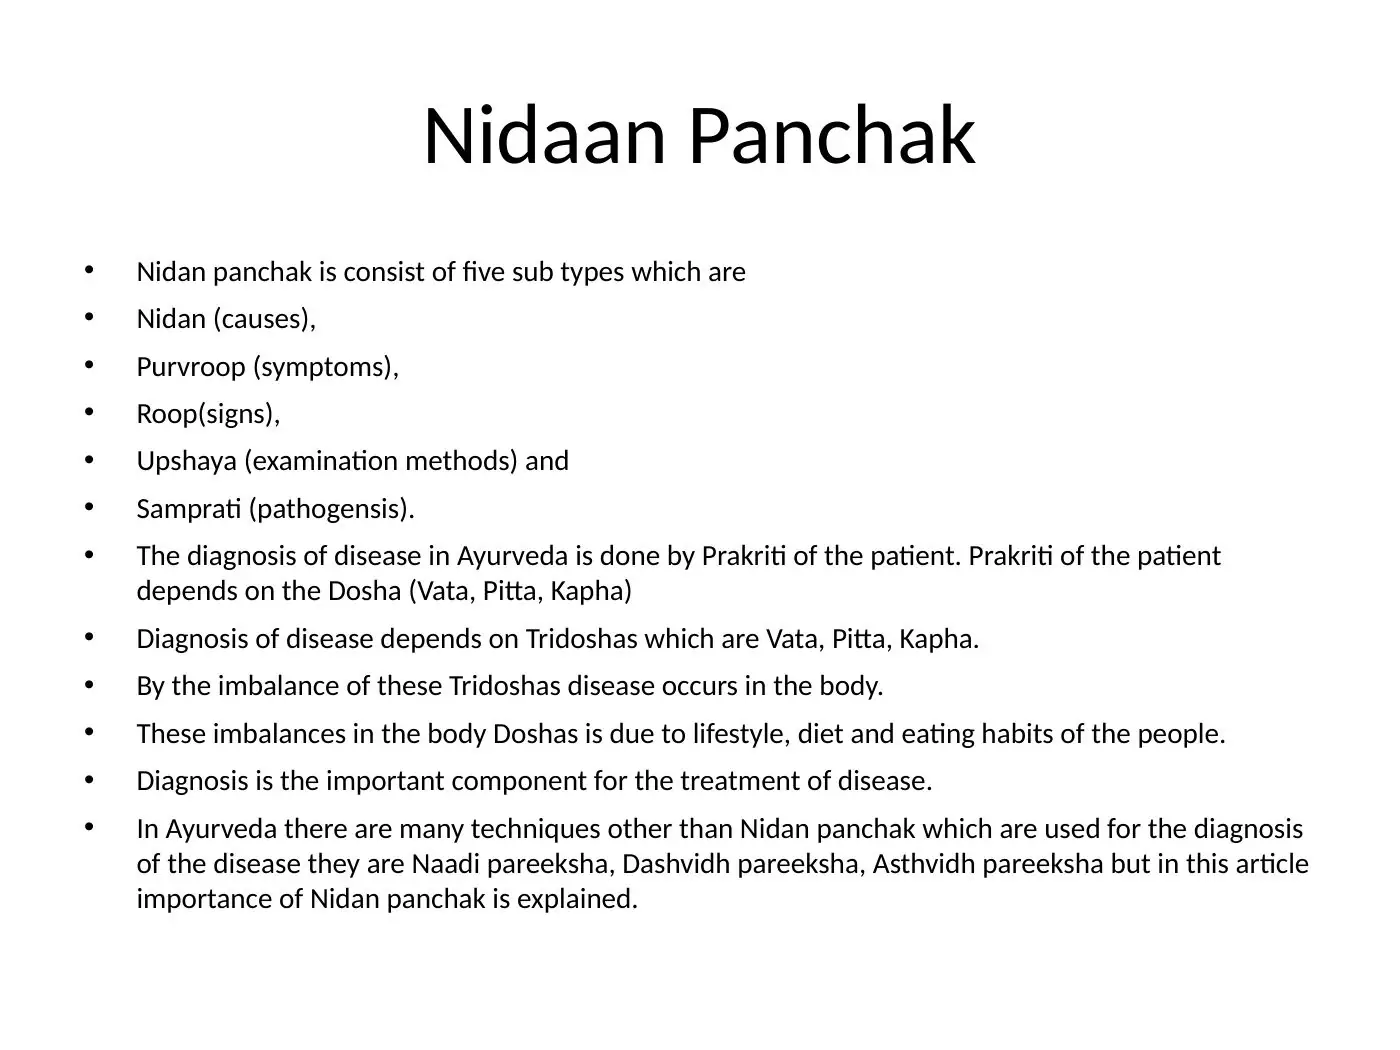 Nidaan Panchak
• Nidan panchak is consist of five sub types which are
• Nidan (causes),
• Purvroop (symptoms),
• Roop(signs),
• Upshaya (examination methods) and
• Samprati (pathogensis).
• The diagnosis of disease in Ayurveda is done by Prakriti of the patient. Prakriti of the patient
depends on the Dosha (Vata, Pitta, Kapha)
• Diagnosis of disease depends on Tridoshas which are Vata, Pitta, Kapha.
• By the imbalance of these Tridoshas disease occurs in the body.
• These imbalances in the body Doshas is due to lifestyle, diet and eating habits of the people.
• Diagnosis is the important component for the treatment of disease.
• In Ayurveda there are many techniques other than Nidan panchak which are used for the diagnosis
of the disease they are Naadi pareeksha, Dashvidh pareeksha, Asthvidh pareeksha but in this article
importance of Nidan panchak is explained.